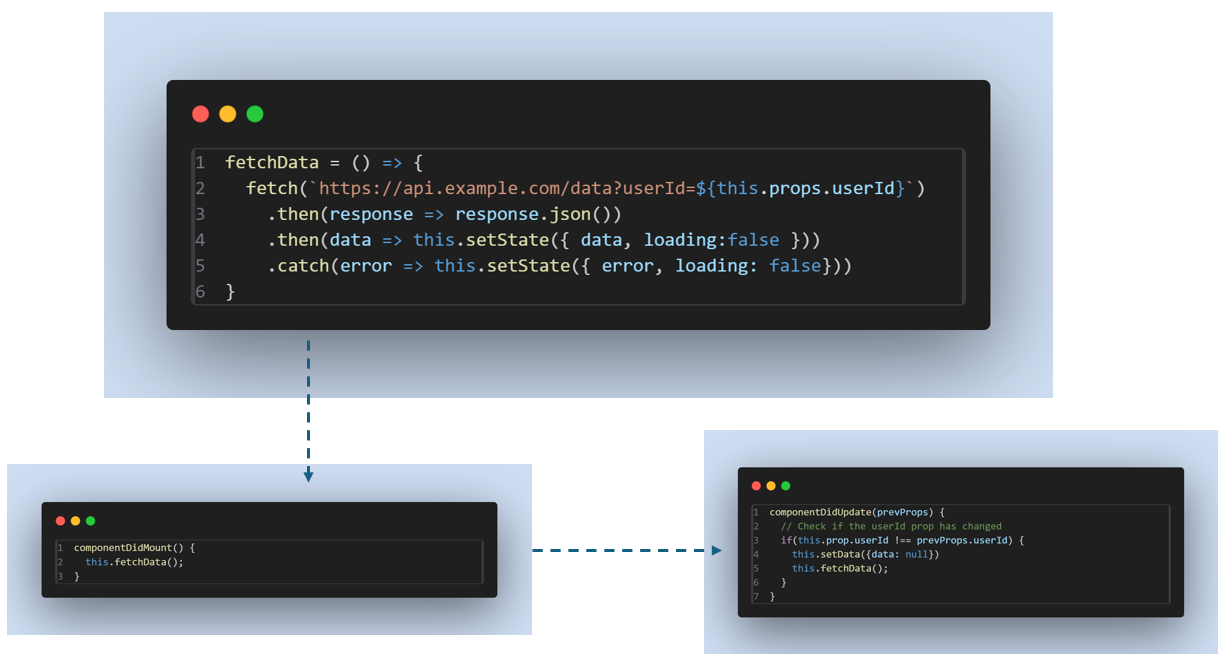 1 fetchData = () => {
2   fetch(`https://api.example.com/data?userId=${this.props.userId}`)
3     .then(response => response.json())
4     .then(data => this.setState({ data, loading:false }))
5     .catch(error => this.setState({ error, loading: false}))
6 }
1 componentDidMount() {
2   this.fetchData();
3 }
1 componentDidUpdate(prevProps) {
2   // Check if the userId prop has changed
3   if(this.prop.userId !== prevProps.userId) {
4     this.setData({data: null})
5     this.fetchData();
6   }
7 }